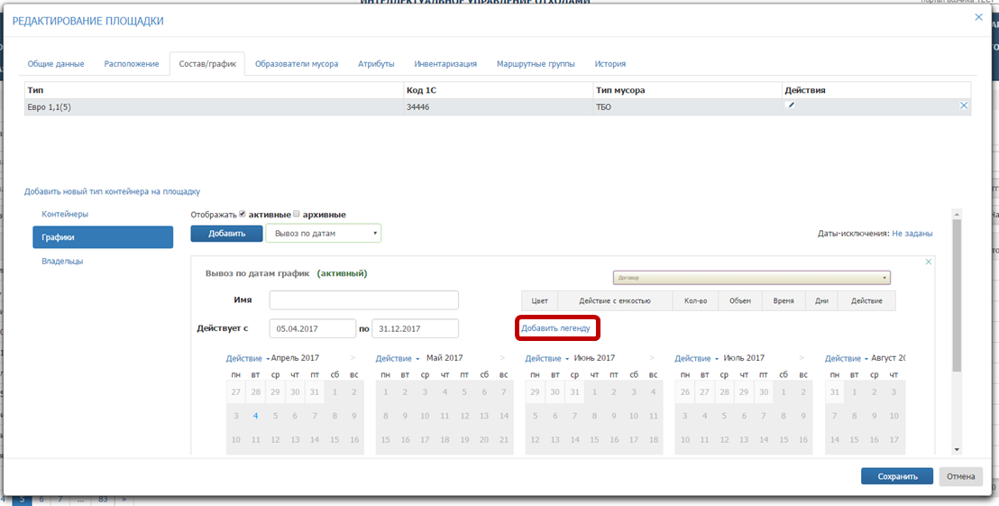 ИНТЕЛЛЕКТУАЛЬНОЕ УПРАВЛЕНИЕ ОТХОДАМИ
РЕДАКТИРОВАНИЕ ПЛОЩАДКИ
Общие данные Расположение Состав/график Образователи мусора Атрибуты Инвентаризация Маршрутные группы История
Тип Код 1С Тип мусора Действия
Евро 1,1(5) 34446 ТБО
Добавить новый тип контейнера на площадку
Контейнеры
Графики
Владельцы
Отображать активные архивные
Добавить Вывоз по датам Даты-исключения: Не заданы
Вывоз по датам график (активный) Договор
Имя
Цвет Действие с емкостью Кол-во Объем Время Дни Действие
Действует с 05.04.2017 по 31.12.2017 Добавить легенду
Действие Апрель 2017 > Действие Май 2017 > Действие Июнь 2017 > Действие Июль 2017 > Действие Август 20
пн вт ср чт пт сб вс пн вт ср чт пт сб вс пн вт ср чт пт сб вс пн вт ср чт пт сб вс пн вт ср чт
27 28 29 30 31 1 2 1 2 3 4 5 6 7 29 30 31 1 2 3 4 26 27 28 29 30 1 2 31 1 2 3
3 4 5 6 7 8 9 8 9 10 11 12 13 14 5 6 7 8 9 10 11 3 4 5 6 7 8 9 7 8 9 10
10 11 12 13 14 15 16 15 16 17 18 19 20 21 12 13 14 15 16 17 18 10 11 12 13 14 15 16 14 15 16 17
Сохранить Отмена
4 5 6 7 ... 83 »